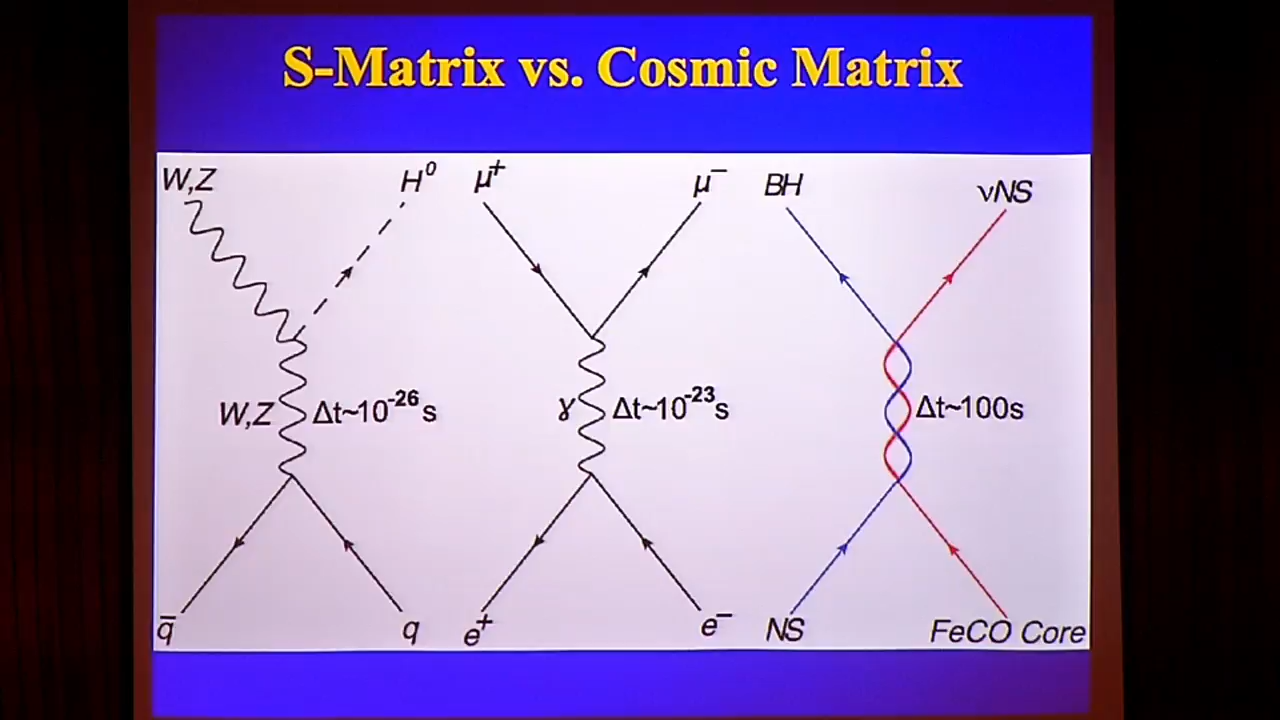 S-Matrix vs. Cosmic Matrix
W,Z
H⁰
μ⁺
μ⁻
BH
νNS
W,Z
Δt~10⁻²⁶s
γ
Δt~10⁻²³s
Δt~100s
q̄
q
e⁺
e⁻
NS
FeCO Core